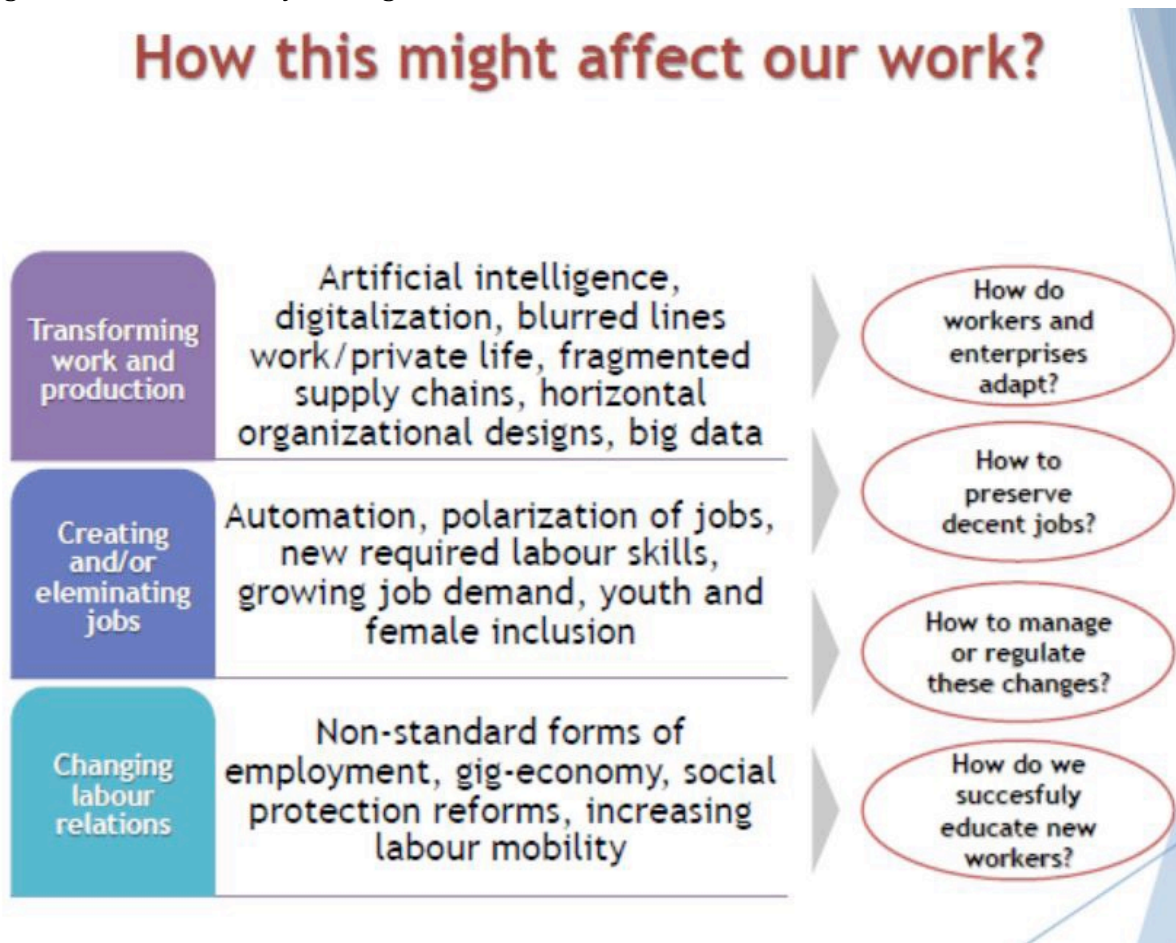 How this might affect our work?
Transforming
work and
production
Artificial intelligence,
digitalization, blurred lines
work/private life, fragmented
supply chains, horizontal
organizational designs, big data
Creating
and/or
eleminating
jobs
Automation, polarization of jobs,
new required labour skills,
growing job demand, youth and
female inclusion
Changing
labour
relations
Non-standard forms of
employment, gig-economy, social
protection reforms, increasing
labour mobility
How do
workers and
enterprises
adapt?
How to
preserve
decent jobs?
How to manage
or regulate
these changes?
How do we
succesfuly
educate new
workers?